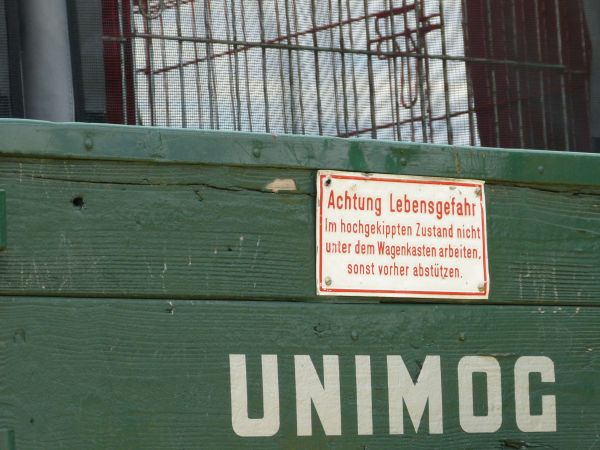 Achtung Lebensgefahr
Im hochgekippten Zustand nicht
unter dem Wagenkasten arbeiten,
sonst vorher abstützen.
UNIMOG